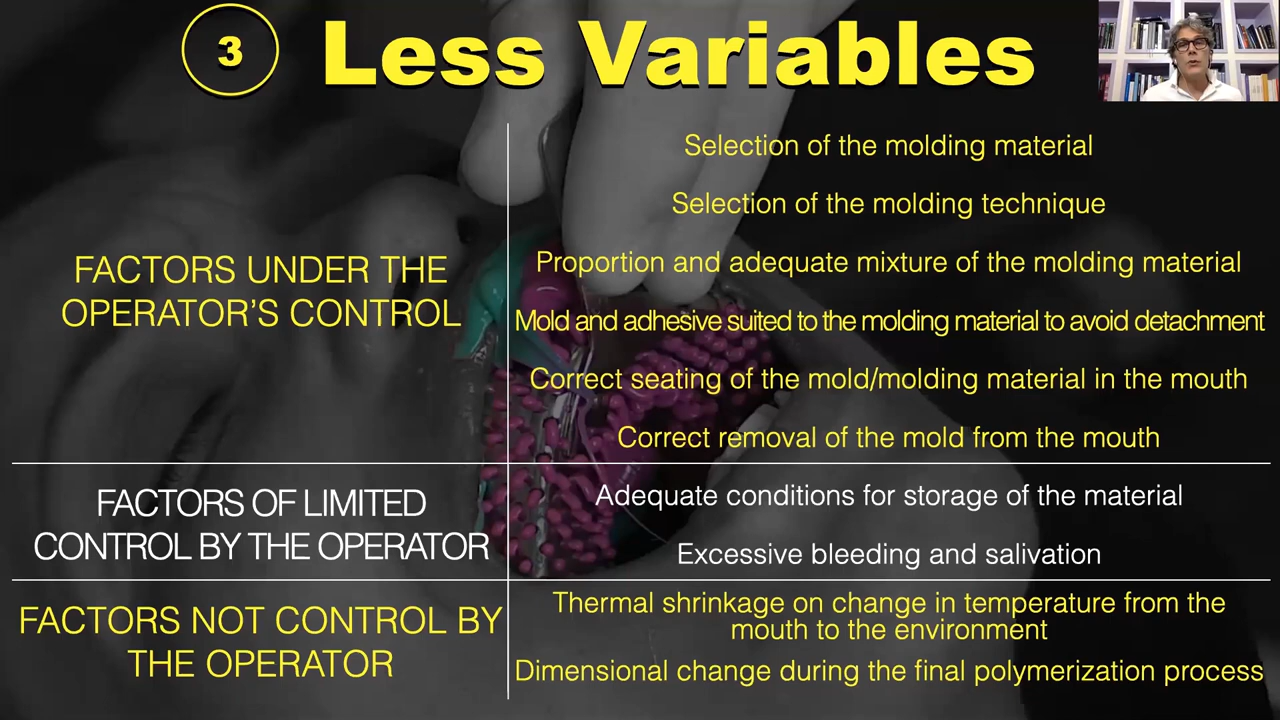 3 Less Variables
FACTORS UNDER THE
OPERATOR'S CONTROL
Selection of the molding material
Selection of the molding technique
Proportion and adequate mixture of the molding material
Mold and adhesive suited to the molding material to avoid detachment
Correct seating of the mold/molding material in the mouth
Correct removal of the mold from the mouth
FACTORS OF LIMITED
CONTROL BY THE OPERATOR
Adequate conditions for storage of the material
Excessive bleeding and salivation
FACTORS NOT CONTROL BY
THE OPERATOR
Thermal shrinkage on change in temperature from the
mouth to the environment
Dimensional change during the final polymerization process